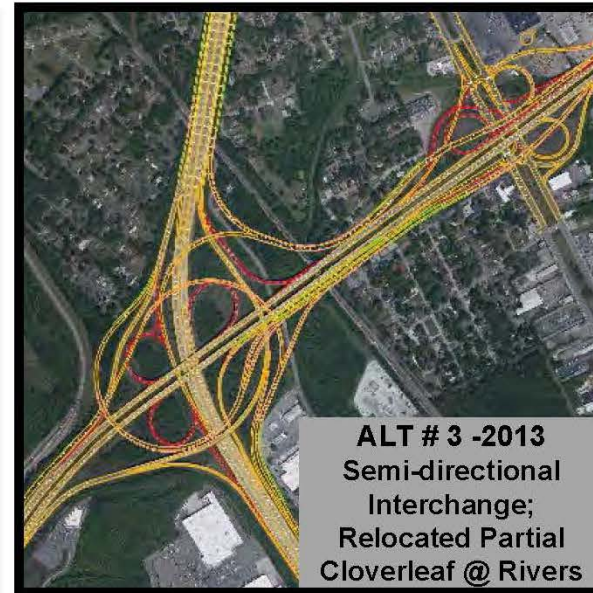 ALT # 3 -2013
Semi-directional
Interchange;
Relocated Partial
Cloverleaf @ Rivers